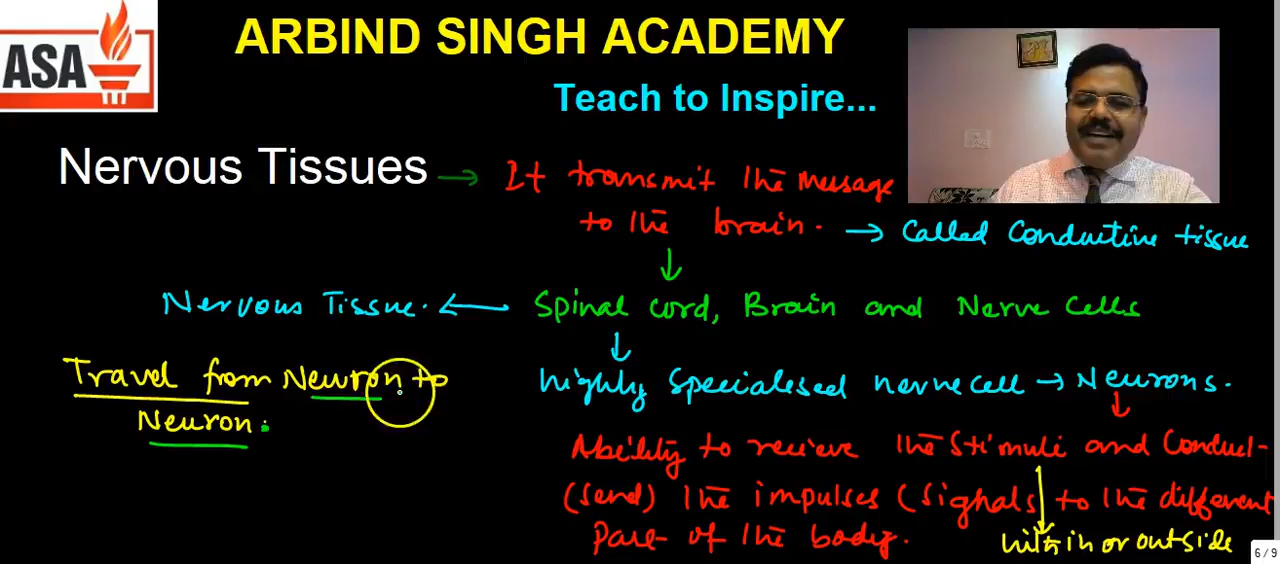 ASA
ARBIND SINGH ACADEMY
Teach to Inspire...
Nervous Tissues → It transmit the message
to the brain. → Called Conductive tissue
↓
Nervous Tissue. ← Spinal cord, Brain and Nerve Cells
↓
Travel from Neuron to
Neuron.
highly specialesed nerve cell → Neurons.
↓
Ability to recieve the stimuli and Conduct
(send) the impulses (signals to the different
Part of the body.
within or outside
6 / 9